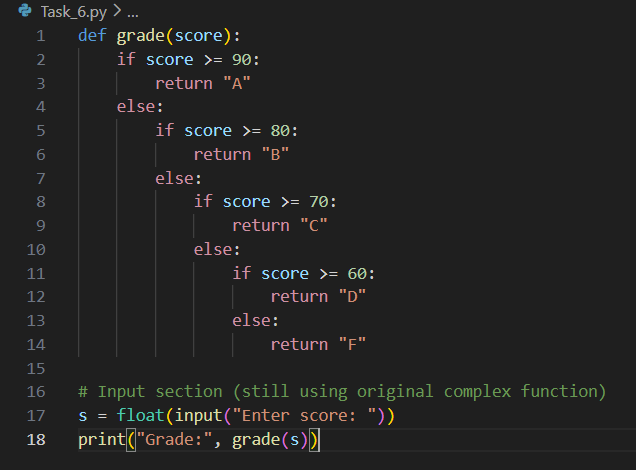 Task_6.py > ...
1 def grade(score):
2     if score >= 90:
3         return "A"
4     else:
5         if score >= 80:
6             return "B"
7         else:
8             if score >= 70:
9                 return "C"
10             else:
11                 if score >= 60:
12                     return "D"
13                 else:
14                     return "F"
15
16 # Input section (still using original complex function)
17 s = float(input("Enter score: "))
18 print("Grade:", grade(s))